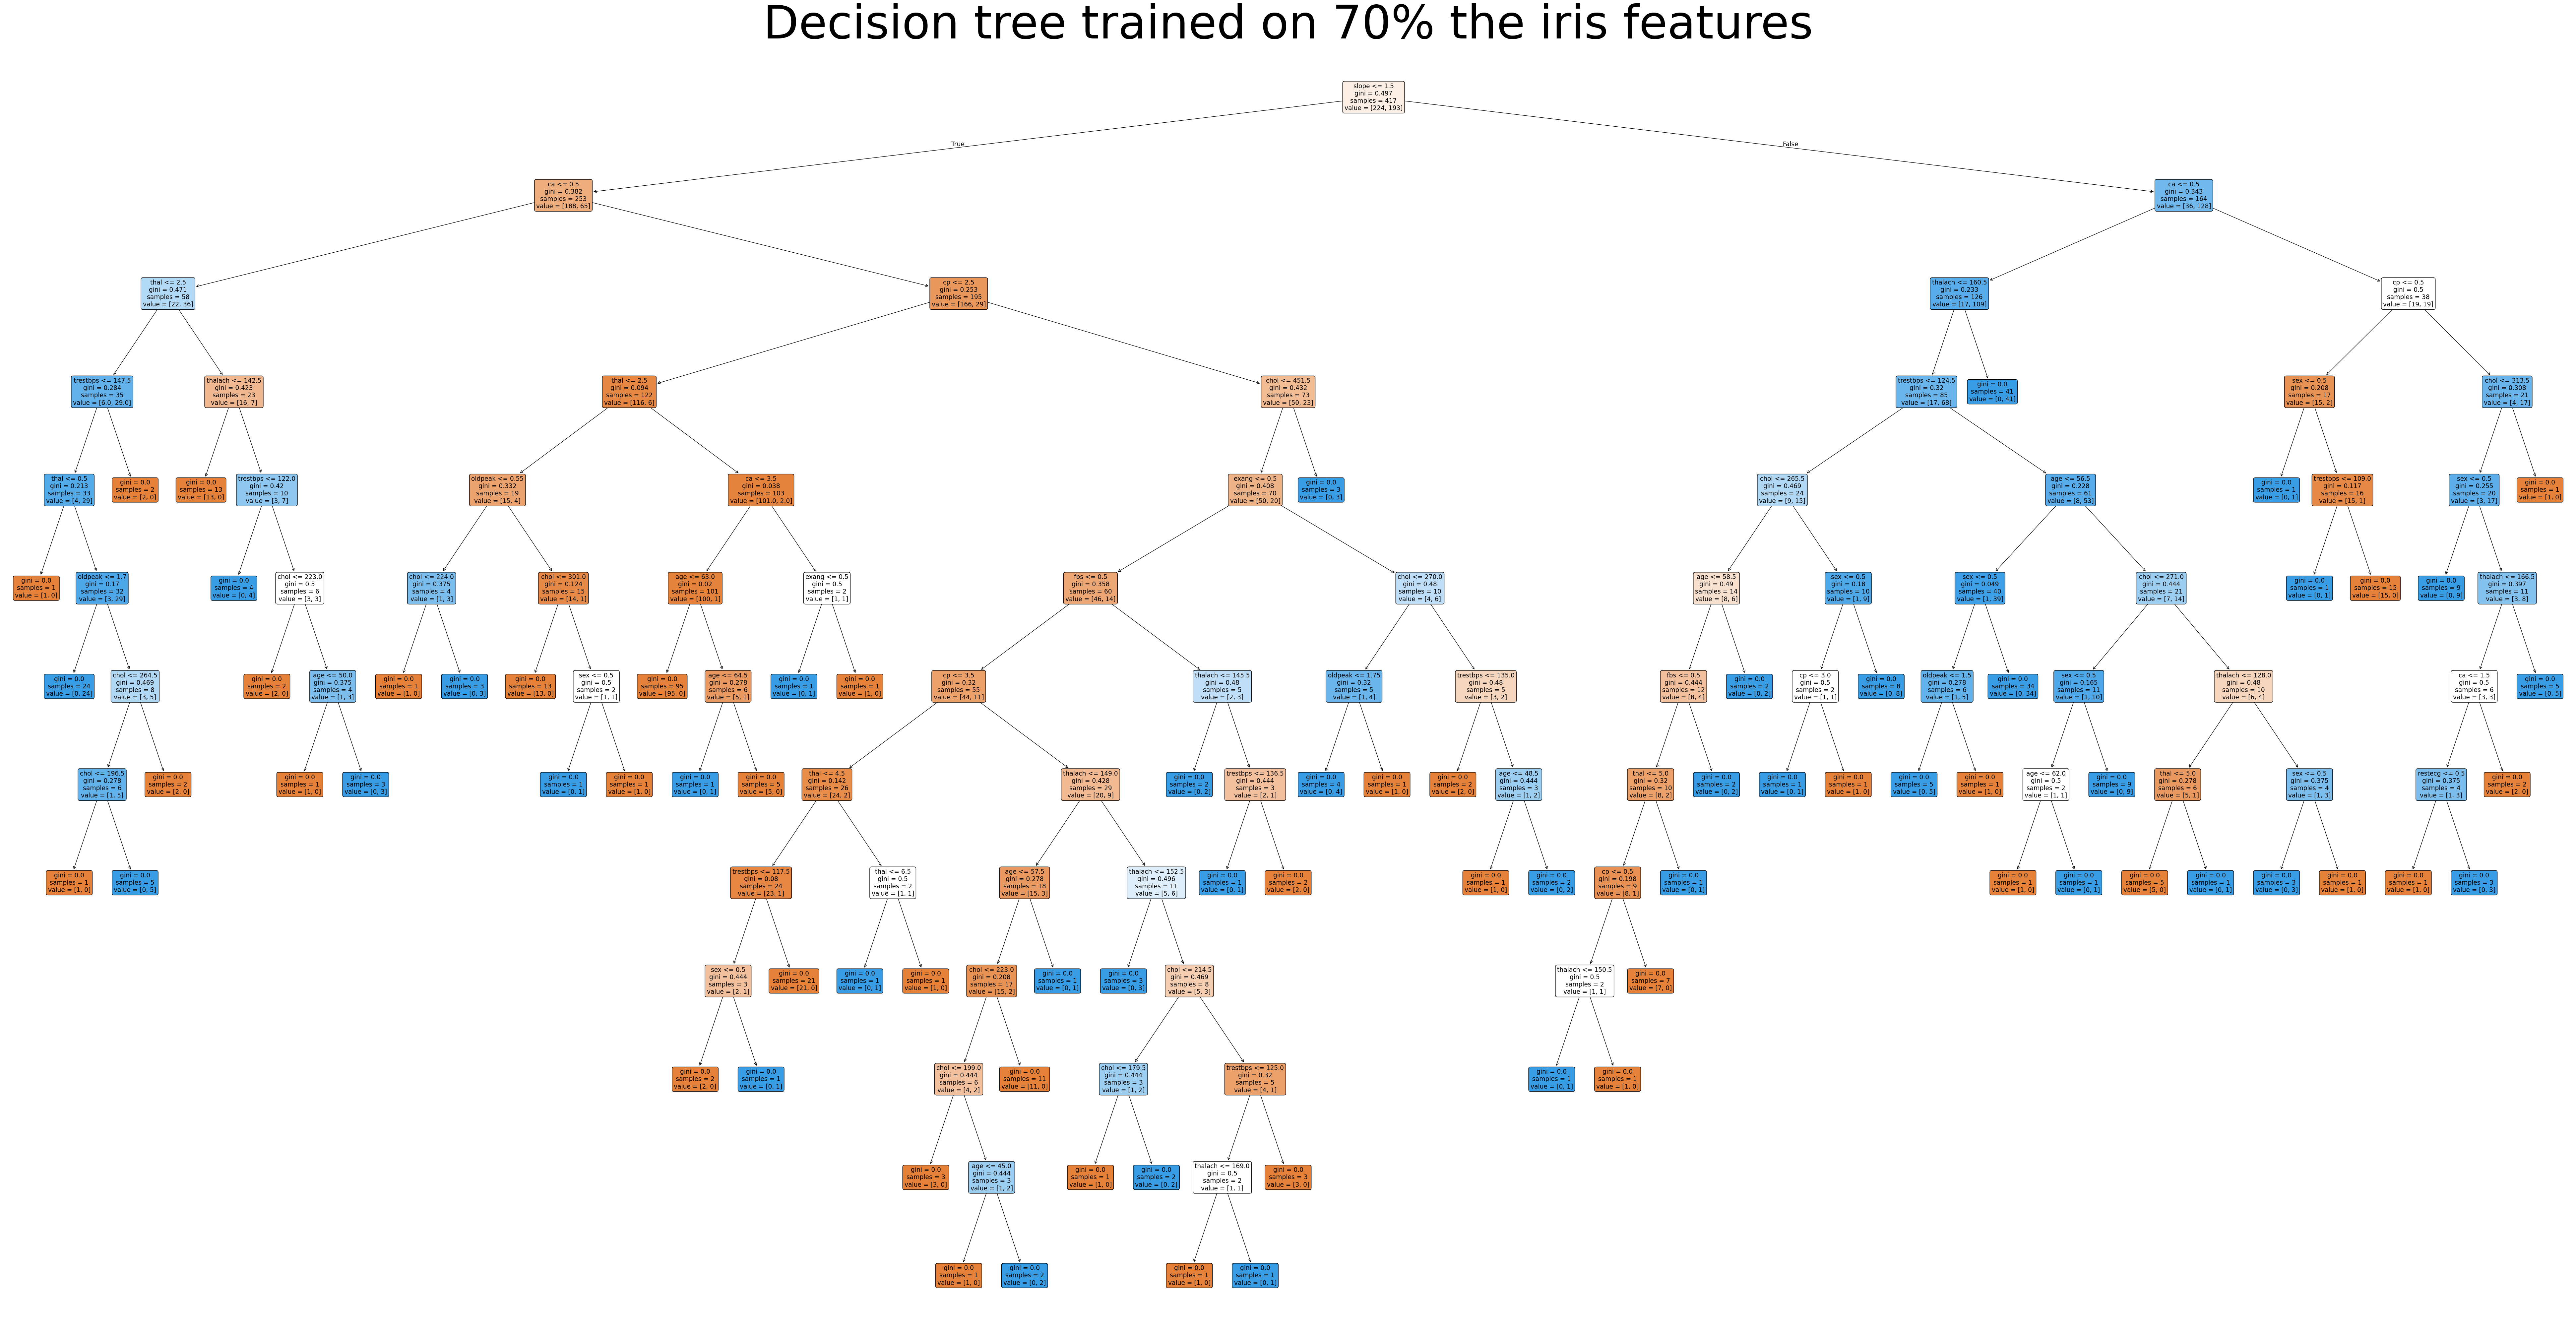 Decision tree trained on 70% the iris features
slope <= 1.5
gini = 0.497
samples = 417
value = [224, 193]
True
False
ca <= 0.5
gini = 0.382
samples = 253
value = [188, 65]
ca <= 0.5
gini = 0.343
samples = 164
value = [36, 128]
thal <= 2.5
gini = 0.471
samples = 58
value = [22, 36]
cp <= 2.5
gini = 0.253
samples = 195
value = [166, 29]
thalach <= 160.5
gini = 0.233
samples = 126
value = [17, 109]
cp <= 0.5
gini = 0.5
samples = 38
value = [19, 19]
trestbps <= 147.5
gini = 0.284
samples = 35
value = [6.0, 29.0]
thalach <= 142.5
gini = 0.423
samples = 23
value = [16, 7]
thal <= 2.5
gini = 0.094
samples = 122
value = [116, 6]
chol <= 451.5
gini = 0.432
samples = 73
value = [50, 23]
trestbps <= 124.5
gini = 0.32
samples = 85
value = [17, 68]
gini = 0.0
samples = 41
value = [0, 41]
sex <= 0.5
gini = 0.208
samples = 17
value = [15, 2]
chol <= 313.5
gini = 0.308
samples = 21
value = [4, 17]
thal <= 0.5
gini = 0.213
samples = 33
value = [4, 29]
gini = 0.0
samples = 2
value = [2, 0]
gini = 0.0
samples = 13
value = [13, 0]
trestbps <= 122.0
gini = 0.42
samples = 10
value = [3, 7]
oldpeak <= 0.55
gini = 0.332
samples = 19
value = [15, 4]
ca <= 3.5
gini = 0.038
samples = 103
value = [101.0, 2.0]
exang <= 0.5
gini = 0.408
samples = 70
value = [50, 20]
gini = 0.0
samples = 3
value = [0, 3]
chol <= 265.5
gini = 0.469
samples = 24
value = [9, 15]
age <= 56.5
gini = 0.228
samples = 61
value = [8, 53]
gini = 0.0
samples = 1
value = [0, 1]
trestbps <= 109.0
gini = 0.117
samples = 16
value = [15, 1]
sex <= 0.5
gini = 0.255
samples = 20
value = [3, 17]
gini = 0.0
samples = 1
value = [1, 0]
gini = 0.0
samples = 1
value = [1, 0]
oldpeak <= 1.7
gini = 0.17
samples = 32
value = [3, 29]
gini = 0.0
samples = 4
value = [0, 4]
chol <= 223.0
gini = 0.5
samples = 6
value = [3, 3]
chol <= 224.0
gini = 0.375
samples = 4
value = [1, 3]
chol <= 301.0
gini = 0.124
samples = 15
value = [14, 1]
age <= 63.0
gini = 0.02
samples = 101
value = [100, 1]
exang <= 0.5
gini = 0.5
samples = 2
value = [1, 1]
fbs <= 0.5
gini = 0.358
samples = 60
value = [46, 14]
chol <= 270.0
gini = 0.48
samples = 10
value = [4, 6]
age <= 58.5
gini = 0.49
samples = 14
value = [8, 6]
sex <= 0.5
gini = 0.18
samples = 10
value = [1, 9]
sex <= 0.5
gini = 0.049
samples = 40
value = [1, 39]
chol <= 271.0
gini = 0.444
samples = 21
value = [7, 14]
gini = 0.0
samples = 1
value = [0, 1]
gini = 0.0
samples = 15
value = [15, 0]
gini = 0.0
samples = 9
value = [0, 9]
thalach <= 166.5
gini = 0.397
samples = 11
value = [3, 8]
gini = 0.0
samples = 24
value = [0, 24]
chol <= 264.5
gini = 0.469
samples = 8
value = [3, 5]
gini = 0.0
samples = 2
value = [2, 0]
age <= 50.0
gini = 0.375
samples = 4
value = [1, 3]
gini = 0.0
samples = 1
value = [1, 0]
gini = 0.0
samples = 3
value = [0, 3]
gini = 0.0
samples = 13
value = [13, 0]
sex <= 0.5
gini = 0.5
samples = 2
value = [1, 1]
gini = 0.0
samples = 95
value = [95, 0]
age <= 64.5
gini = 0.278
samples = 6
value = [5, 1]
gini = 0.0
samples = 1
value = [0, 1]
gini = 0.0
samples = 1
value = [1, 0]
cp <= 3.5
gini = 0.32
samples = 55
value = [44, 11]
thalach <= 145.5
gini = 0.48
samples = 5
value = [2, 3]
oldpeak <= 1.75
gini = 0.32
samples = 5
value = [1, 4]
trestbps <= 135.0
gini = 0.48
samples = 5
value = [3, 2]
fbs <= 0.5
gini = 0.444
samples = 12
value = [8, 4]
gini = 0.0
samples = 2
value = [0, 2]
cp <= 3.0
gini = 0.5
samples = 2
value = [1, 1]
gini = 0.0
samples = 8
value = [0, 8]
oldpeak <= 1.5
gini = 0.278
samples = 6
value = [1, 5]
gini = 0.0
samples = 34
value = [0, 34]
sex <= 0.5
gini = 0.165
samples = 11
value = [1, 10]
thalach <= 128.0
gini = 0.48
samples = 10
value = [6, 4]
ca <= 1.5
gini = 0.5
samples = 6
value = [3, 3]
gini = 0.0
samples = 5
value = [0, 5]
chol <= 196.5
gini = 0.278
samples = 6
value = [1, 5]
gini = 0.0
samples = 2
value = [2, 0]
gini = 0.0
samples = 1
value = [1, 0]
gini = 0.0
samples = 3
value = [0, 3]
gini = 0.0
samples = 1
value = [0, 1]
gini = 0.0
samples = 1
value = [1, 0]
gini = 0.0
samples = 1
value = [0, 1]
gini = 0.0
samples = 5
value = [5, 0]
thal <= 4.5
gini = 0.142
samples = 26
value = [24, 2]
thalach <= 149.0
gini = 0.428
samples = 29
value = [20, 9]
gini = 0.0
samples = 2
value = [0, 2]
trestbps <= 136.5
gini = 0.444
samples = 3
value = [2, 1]
gini = 0.0
samples = 4
value = [0, 4]
gini = 0.0
samples = 1
value = [1, 0]
gini = 0.0
samples = 2
value = [2, 0]
age <= 48.5
gini = 0.444
samples = 3
value = [1, 2]
thal <= 5.0
gini = 0.32
samples = 10
value = [8, 2]
gini = 0.0
samples = 2
value = [0, 2]
gini = 0.0
samples = 1
value = [0, 1]
gini = 0.0
samples = 1
value = [1, 0]
gini = 0.0
samples = 5
value = [0, 5]
gini = 0.0
samples = 1
value = [1, 0]
age <= 62.0
gini = 0.5
samples = 2
value = [1, 1]
gini = 0.0
samples = 9
value = [0, 9]
thal <= 5.0
gini = 0.278
samples = 6
value = [5, 1]
sex <= 0.5
gini = 0.375
samples = 4
value = [1, 3]
restecg <= 0.5
gini = 0.375
samples = 4
value = [1, 3]
gini = 0.0
samples = 2
value = [2, 0]
gini = 0.0
samples = 1
value = [1, 0]
gini = 0.0
samples = 5
value = [0, 5]
trestbps <= 117.5
gini = 0.08
samples = 24
value = [23, 1]
thal <= 6.5
gini = 0.5
samples = 2
value = [1, 1]
age <= 57.5
gini = 0.278
samples = 18
value = [15, 3]
thalach <= 152.5
gini = 0.496
samples = 11
value = [5, 6]
gini = 0.0
samples = 1
value = [0, 1]
gini = 0.0
samples = 2
value = [2, 0]
gini = 0.0
samples = 1
value = [1, 0]
gini = 0.0
samples = 2
value = [0, 2]
cp <= 0.5
gini = 0.198
samples = 9
value = [8, 1]
gini = 0.0
samples = 1
value = [0, 1]
gini = 0.0
samples = 1
value = [1, 0]
gini = 0.0
samples = 1
value = [0, 1]
gini = 0.0
samples = 5
value = [5, 0]
gini = 0.0
samples = 1
value = [0, 1]
gini = 0.0
samples = 3
value = [0, 3]
gini = 0.0
samples = 1
value = [1, 0]
gini = 0.0
samples = 1
value = [1, 0]
gini = 0.0
samples = 3
value = [0, 3]
sex <= 0.5
gini = 0.444
samples = 3
value = [2, 1]
gini = 0.0
samples = 21
value = [21, 0]
gini = 0.0
samples = 1
value = [0, 1]
gini = 0.0
samples = 1
value = [1, 0]
chol <= 223.0
gini = 0.208
samples = 17
value = [15, 2]
gini = 0.0
samples = 1
value = [0, 1]
gini = 0.0
samples = 3
value = [0, 3]
chol <= 214.5
gini = 0.469
samples = 8
value = [5, 3]
thalach <= 150.5
gini = 0.5
samples = 2
value = [1, 1]
gini = 0.0
samples = 7
value = [7, 0]
gini = 0.0
samples = 2
value = [2, 0]
gini = 0.0
samples = 1
value = [0, 1]
chol <= 199.0
gini = 0.444
samples = 6
value = [4, 2]
gini = 0.0
samples = 11
value = [11, 0]
chol <= 179.5
gini = 0.444
samples = 3
value = [1, 2]
trestbps <= 125.0
gini = 0.32
samples = 5
value = [4, 1]
gini = 0.0
samples = 1
value = [0, 1]
gini = 0.0
samples = 1
value = [1, 0]
gini = 0.0
samples = 3
value = [3, 0]
age <= 45.0
gini = 0.444
samples = 3
value = [1, 2]
gini = 0.0
samples = 1
value = [1, 0]
gini = 0.0
samples = 2
value = [0, 2]
thalach <= 169.0
gini = 0.5
samples = 2
value = [1, 1]
gini = 0.0
samples = 3
value = [3, 0]
gini = 0.0
samples = 1
value = [1, 0]
gini = 0.0
samples = 2
value = [0, 2]
gini = 0.0
samples = 1
value = [1, 0]
gini = 0.0
samples = 1
value = [0, 1]